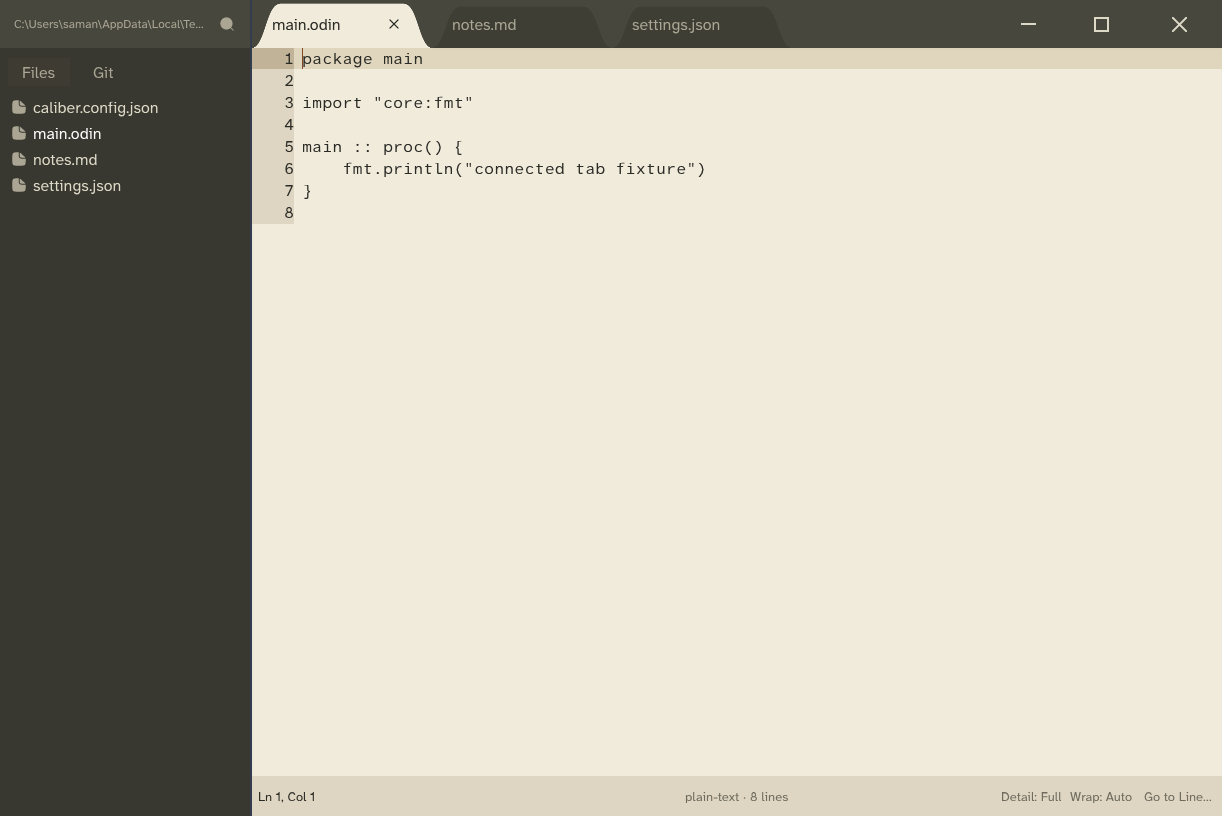 C:\Users\saman\AppData\Local\Te...
main.odin
notes.md
settings.json
Files
Git
caliber.config.json
main.odin
notes.md
settings.json
1 package main
2
3 import "core:fmt"
4
5 main :: proc() {
6     fmt.println("connected tab fixture")
7 }
8
Ln 1, Col 1
plain-text · 8 lines
Detail: Full
Wrap: Auto
Go to Line...